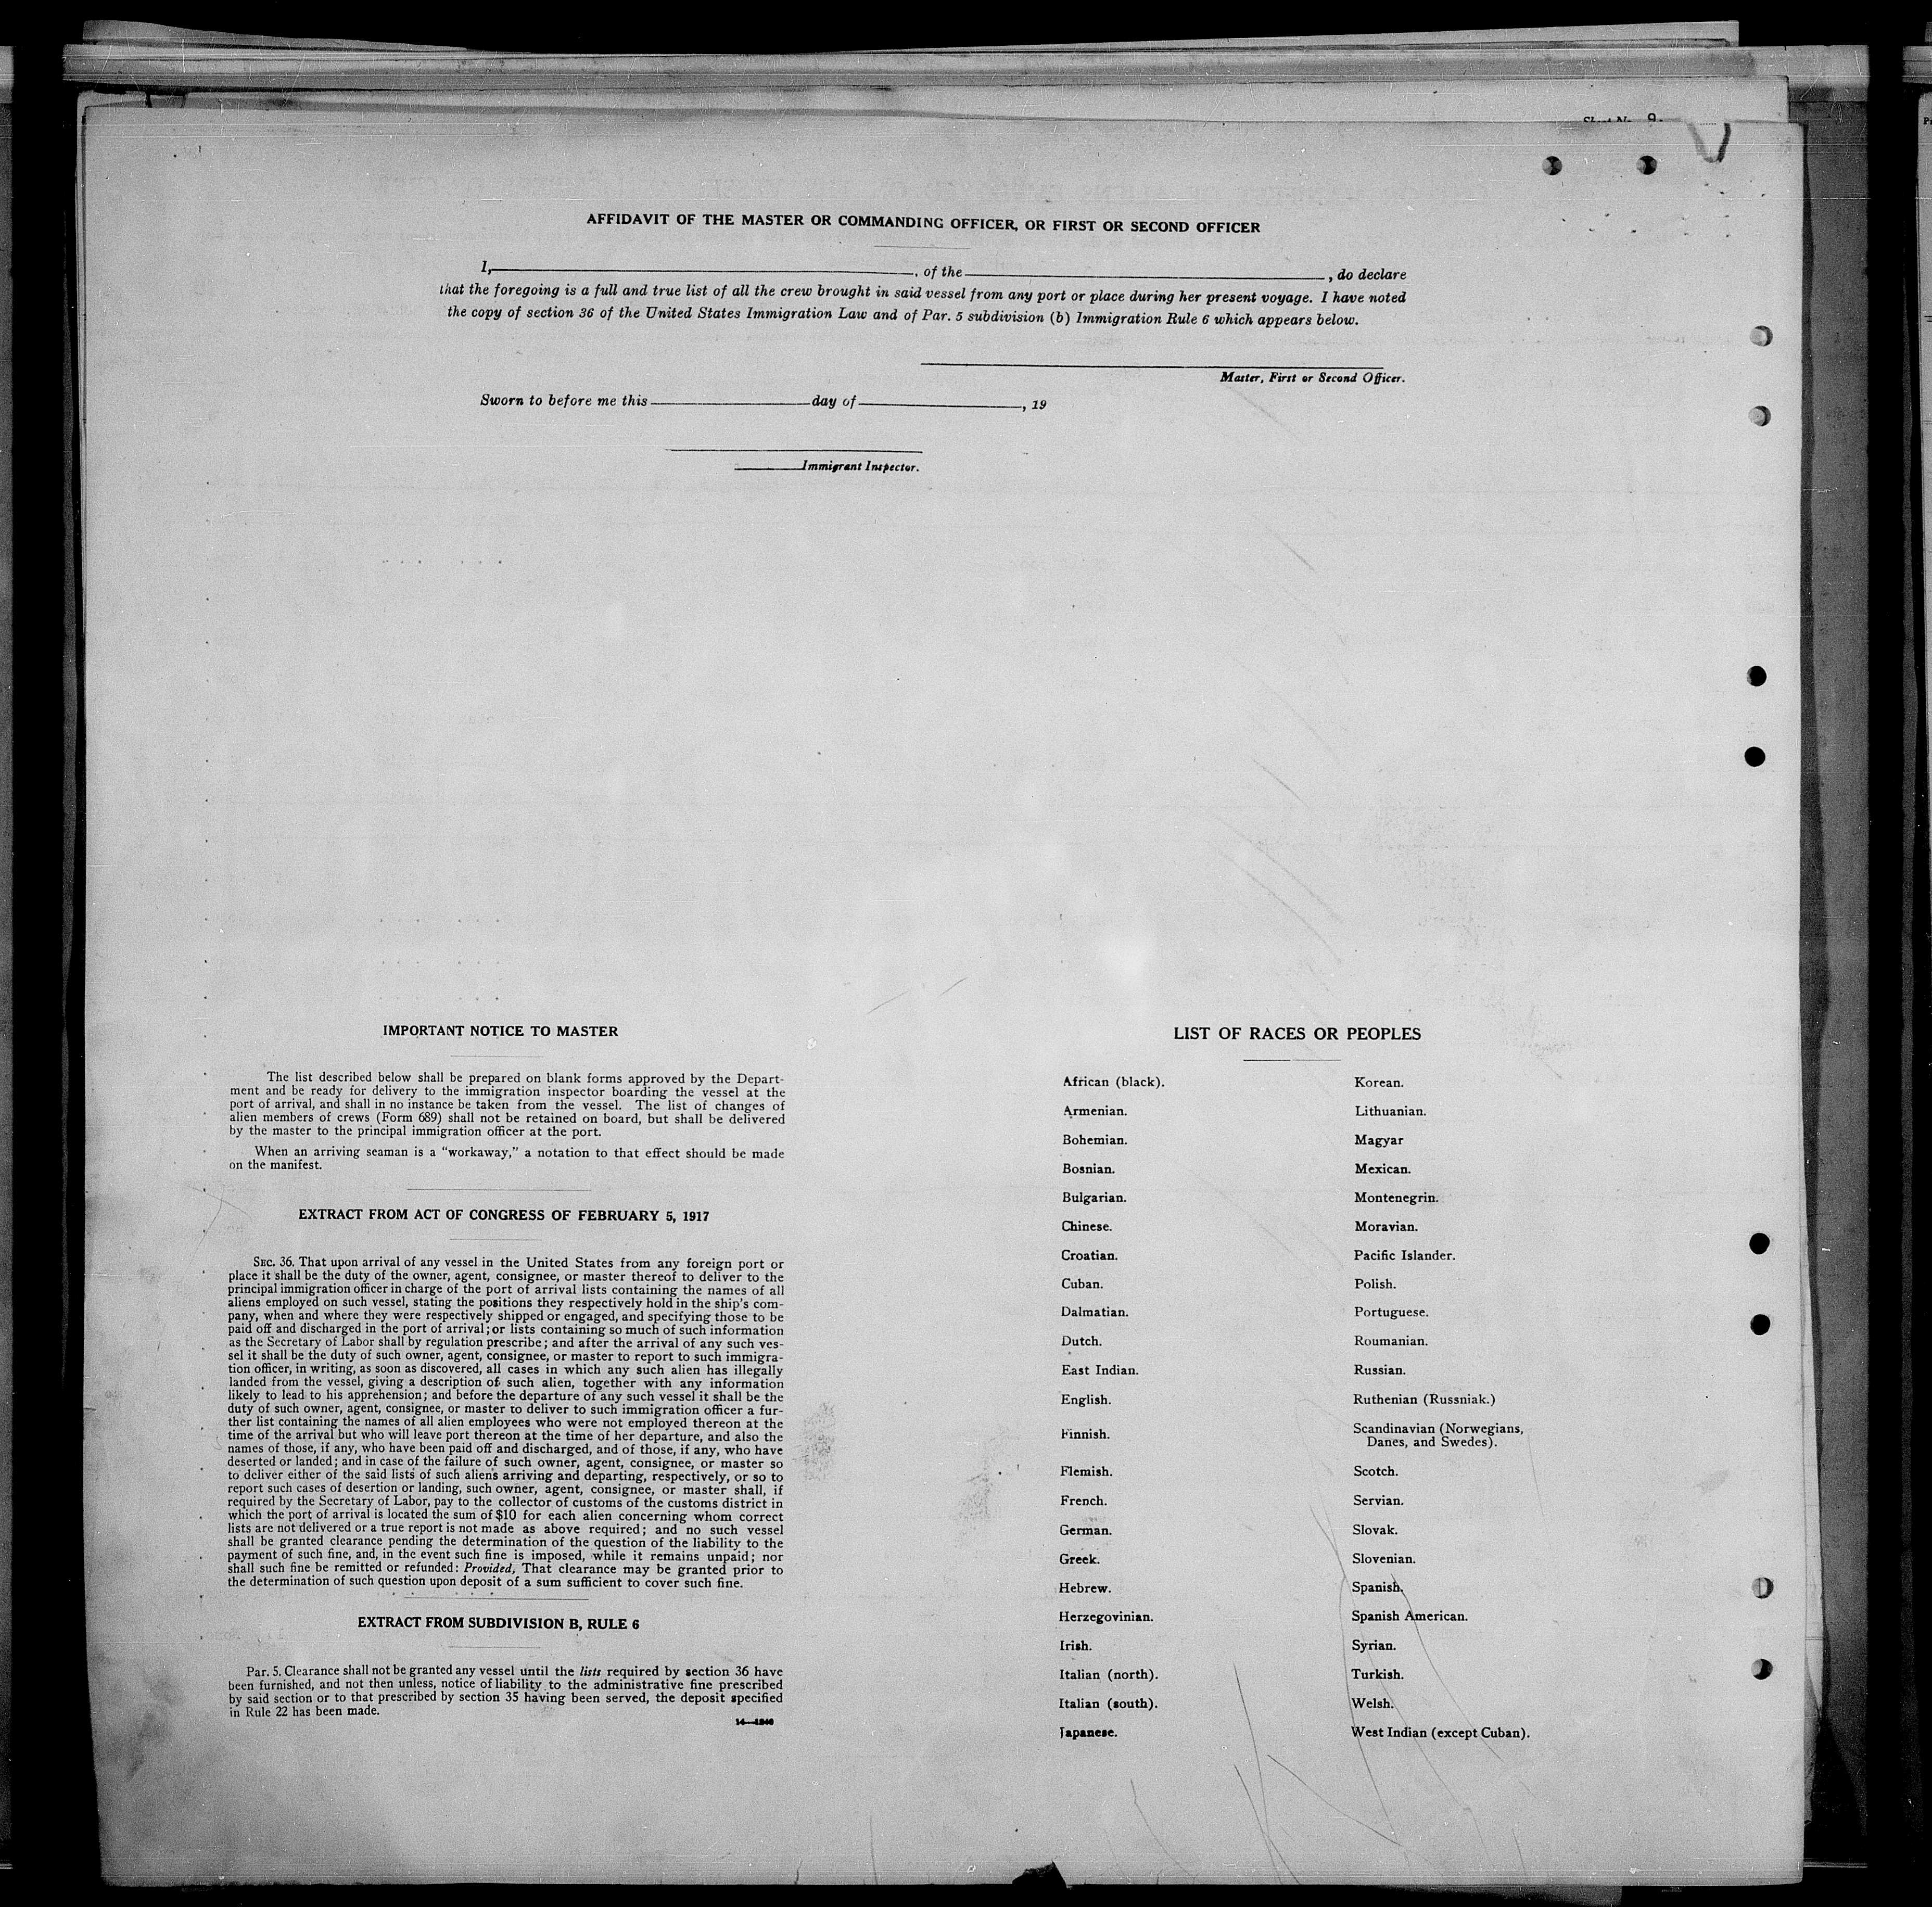 AFFIDAVIT OF THE MASTER OR COMMANDING OFFICER, OR FIRST OR SECOND OFFICER
I, , of the , do declare
that the foregoing is a full and true list of all the crew brought in said vessel from any port or place during her present voyage. I have noted
the copy of section 36 of the United States Immigration Law and of Par. 5 subdivision (b) Immigration Rule 6 which appears below.
Master, First or Second Officer.
Sworn to before me this day of , 19
Immigrant Inspector.
IMPORTANT NOTICE TO MASTER
The list described below shall be prepared on blank forms approved by the Depart-
ment and be ready for delivery to the immigration inspector boarding the vessel at the
port of arrival, and shall in no instance be taken from the vessel. The list of changes of
alien members of crews (Form 689) shall not be retained on board, but shall be delivered
by the master to the principal immigration officer at the port.
When an arriving seaman is a "workaway," a notation to that effect should be made
on the manifest.
EXTRACT FROM ACT OF CONGRESS OF FEBRUARY 5, 1917
SEC. 36. That upon arrival of any vessel in the United States from any foreign port or
place it shall be the duty of the owner, agent, consignee, or master thereof to deliver to the
principal immigration officer in charge of the port of arrival lists containing the names of all
aliens employed on such vessel, stating the positions they respectively hold in the ship's com-
pany, when and where they were respectively shipped or engaged, and specifying those to be
paid off and discharged in the port of arrival; or lists containing so much of such information
as the Secretary of Labor shall by regulation prescribe; and after the arrival of any such ves-
sel it shall be the duty of such owner, agent, consignee, or master to report to such immigra-
tion officer, in writing, as soon as discovered, all cases in which any such alien has illegally
landed from the vessel, giving a description of such alien, together with any information
likely to lead to his apprehension; and before the departure of any such vessel it shall be the
duty of such owner, agent, consignee, or master to deliver to such immigration officer a fur-
ther list containing the names of all alien employees who were not employed thereon at the
time of the arrival but who will leave port thereon at the time of her departure, and also the
names of those, if any, who have been paid off and discharged, and of those, if any, who have
deserted or landed; and in case of the failure of such owner, agent, consignee, or master so
to deliver either of the said lists of such aliens arriving and departing, respectively, or so to
report such cases of desertion or landing, such owner, agent, consignee, or master shall, if
required by the Secretary of Labor, pay to the collector of customs of the customs district in
which the port of arrival is located the sum of $10 for each alien concerning whom correct
lists are not delivered or a true report is not made as above required; and no such vessel
shall be granted clearance pending the determination of the question of the liability to the
payment of such fine, and, in the event such fine is imposed, while it remains unpaid; nor
shall such fine be remitted or refunded: Provided, That clearance may be granted prior to
the determination of such question upon deposit of a sum sufficient to cover such fine.
EXTRACT FROM SUBDIVISION B, RULE 6
Par. 5. Clearance shall not be granted any vessel until the lists required by section 36 have
been furnished, and not then unless, notice of liability to the administrative fine prescribed
by said section or to that prescribed by section 35 having been served, the deposit specified
in Rule 22 has been made.
LIST OF RACES OR PEOPLES
African (black).
Armenian.
Bohemian.
Bosnian.
Bulgarian.
Chinese.
Croatian.
Cuban.
Dalmatian.
Dutch.
East Indian.
English.
Finnish.
Flemish.
French.
German.
Greek.
Hebrew.
Herzegovinian.
Irish.
Italian (north).
Italian (south).
Japanese.
Korean.
Lithuanian.
Magyar
Mexican.
Montenegrin.
Moravian.
Pacific Islander.
Polish.
Portuguese.
Roumanian.
Russian.
Ruthenian (Russniak.)
Scandinavian (Norwegians,
Danes, and Swedes).
Scotch.
Servian.
Slovak.
Slovenian.
Spanish.
Spanish American.
Syrian.
Turkish.
Welsh.
West Indian (except Cuban).